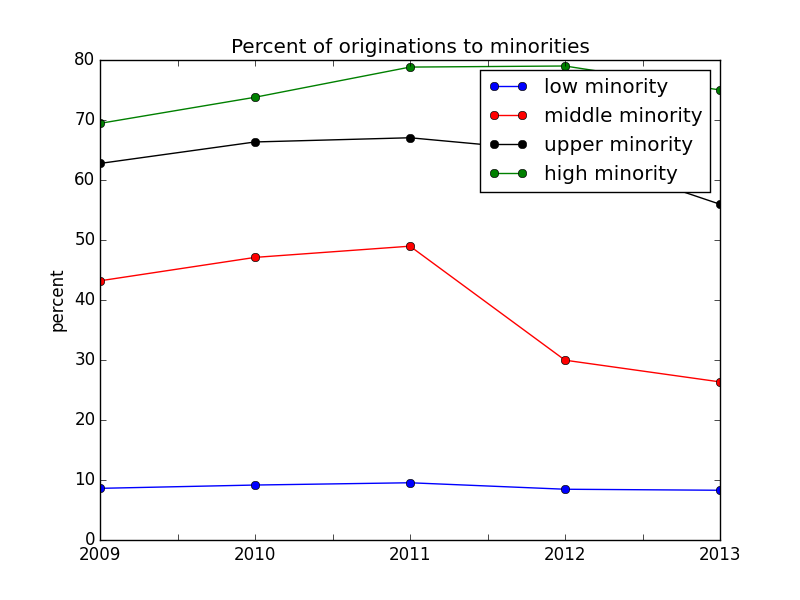 Percent of originations to minorities
80
70
60
50
40
30
20
10
0
percent
low minority
middle minority
upper minority
high minority
2009 2010 2011 2012 2013